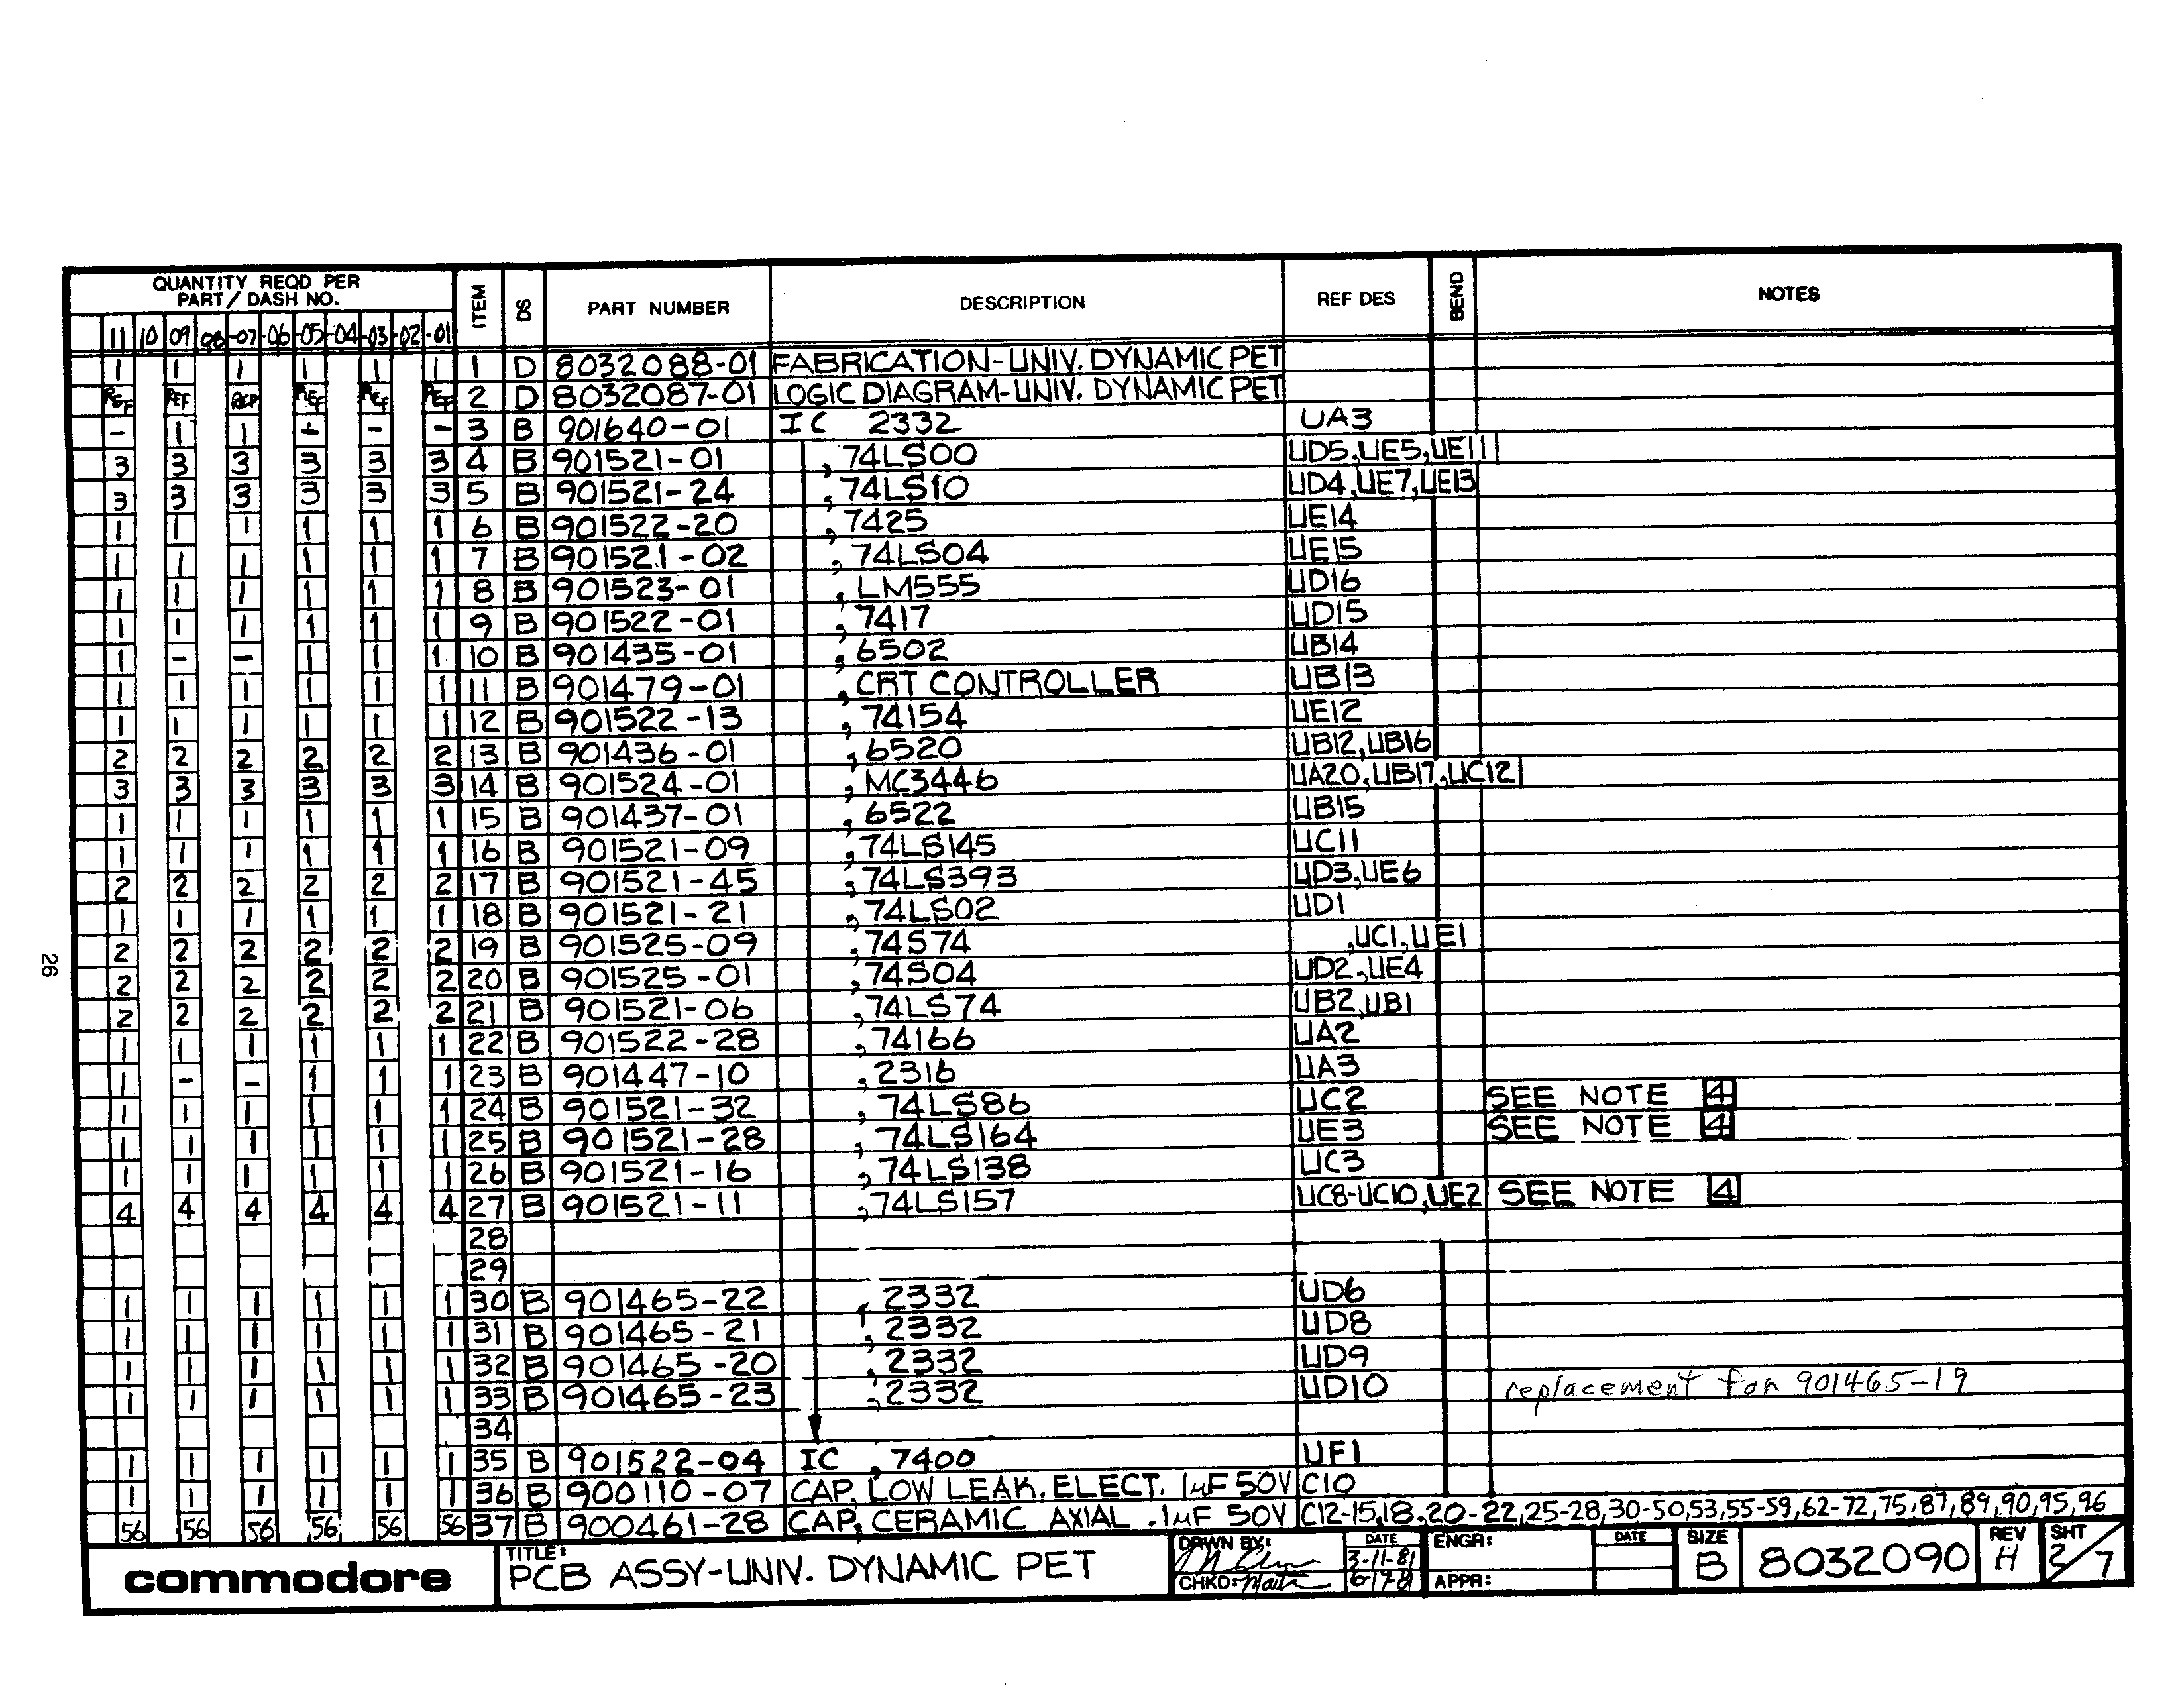 QUANTITY REQD PER PART / DASH NO. ITEM DS PART NUMBER DESCRIPTION REF DES BEND NOTES
11 10 09 08 -07 -06 -05 -04 -03 -02 -01
1 1 1 1 1 1 1 D 8032088-01 FABRICATION-UNIV. DYNAMIC PET
REF REF REF REF REF REF 2 D 8032087-01 LOGIC DIAGRAM-UNIV. DYNAMIC PET
- 1 1 - - - 3 B 901640-01 IC 2332 UA3
3 3 3 3 3 3 4 B 901521-01 , 74LS00 UD5,UE5,UE11
3 3 3 3 3 3 5 B 901521-24 , 74LS10 UD4,UE7,UE13
1 1 1 1 1 1 6 B 901522-20 , 7425 UE14
1 1 1 1 1 1 7 B 901521-02 , 74LS04 UE15
1 1 1 1 1 1 8 B 901523-01 , LM555 UD16
1 1 1 1 1 1 9 B 901522-01 , 7417 UD15
1 - - 1 1 1 10 B 901435-01 , 6502 UB14
1 1 1 1 1 1 11 B 901479-01 , CRT CONTROLLER UB13
1 1 1 1 1 1 12 B 901522-13 , 74154 UE12
2 2 2 2 2 2 13 B 901436-01 , 6520 UB12,UB16
3 3 3 3 3 3 14 B 901524-01 , MC3446 UA20,UB17,UC12
1 1 1 1 1 1 15 B 901437-01 , 6522 UB15
1 1 1 1 1 1 16 B 901521-09 , 74LS145 UC11
2 2 2 2 2 2 17 B 901521-45 , 74LS393 UD3,UE6
1 1 1 1 1 1 18 B 901521-21 , 74LS02 UD1
2 2 2 2 2 2 19 B 901525-09 , 74S74 ,UC1,UE1
2 2 2 2 2 2 20 B 901525-01 , 74S04 UD2,UE4
2 2 2 2 2 2 21 B 901521-06 , 74LS74 UB2,UB1
1 1 1 1 1 1 22 B 901522-28 , 74166 UA2
1 - - 1 1 1 23 B 901447-10 , 2316 UA3
1 1 1 1 1 1 24 B 901521-32 , 74LS86 UC2 SEE NOTE 4
1 1 1 1 1 1 25 B 901521-28 , 74LS164 UE3 SEE NOTE 4
1 1 1 1 1 1 26 B 901521-16 , 74LS138 UC3
4 4 4 4 4 4 27 B 901521-11 , 74LS157 UC8-UC10,UE2 SEE NOTE 4
28
29
1 1 1 1 1 1 30 B 901465-22 , 2332 UD6
1 1 1 1 1 1 31 B 901465-21 , 2332 UD8
1 1 1 1 1 1 32 B 901465-20 , 2332 UD9
1 1 1 1 1 1 33 B 901465-23 , 2332 UD10 replacement for 901465-19
34
1 1 1 1 1 1 35 B 901522-04 IC , 7400 UF1
1 1 1 1 1 1 36 B 900110-07 CAP, LOW LEAK. ELECT. 1µF 50V C10
56 56 56 56 56 56 37 B 900461-28 CAP, CERAMIC AXIAL .1µF 50V C12-15,18,20-22,25-28,30-50,53,55-59,62-72,75,87,89,90,95,96
commodore TITLE: PCB ASSY-UNIV. DYNAMIC PET DRWN BY: DATE 3-11-81 ENGR: DATE SIZE B 8032090 REV H SHT 2/7
CHKD: 6-17-81 APPR:
26